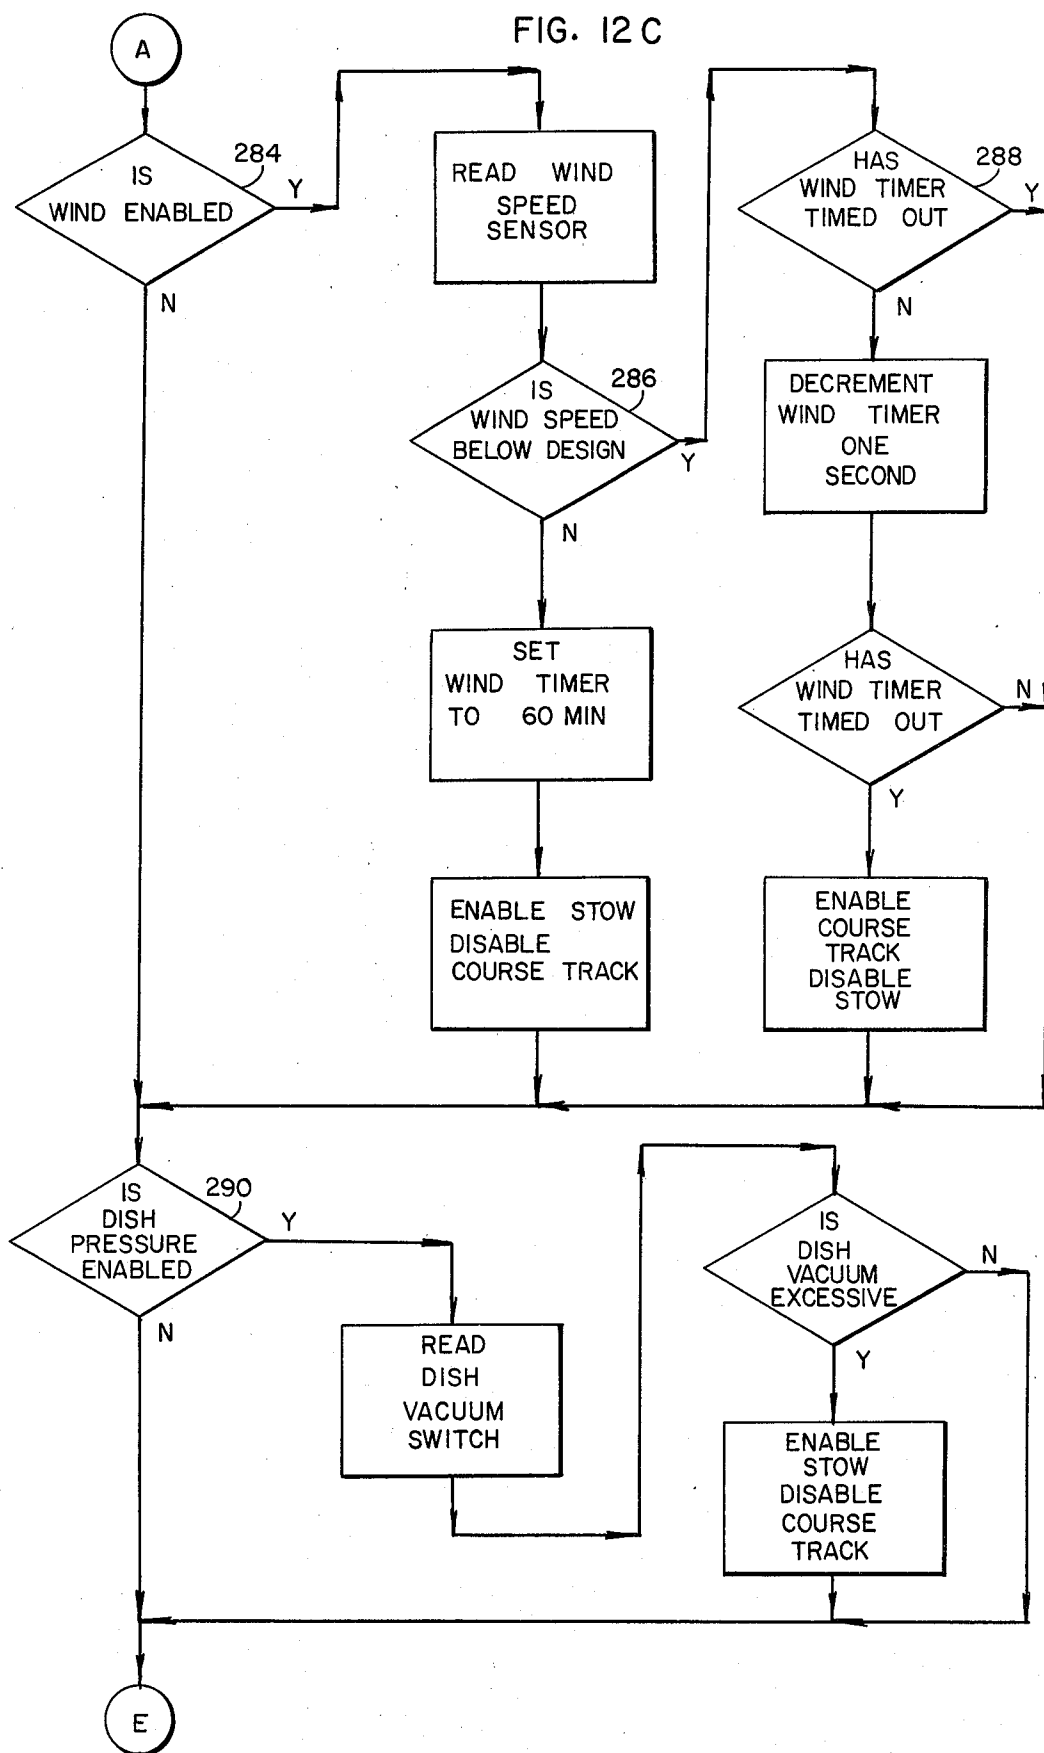 FIG. 12 C
A
IS
WIND ENABLED
284
Y
N
READ WIND
SPEED
SENSOR
IS
WIND SPEED
BELOW DESIGN
286
Y
N
SET
WIND TIMER
TO 60 MIN
ENABLE STOW
DISABLE
COURSE TRACK
HAS
WIND TIMER
TIMED OUT
288
Y
N
DECREMENT
WIND TIMER
ONE
SECOND
HAS
WIND TIMER
TIMED OUT
N
Y
ENABLE
COURSE
TRACK
DISABLE
STOW
IS
DISH
PRESSURE
ENABLED
290
Y
N
READ
DISH
VACUUM
SWITCH
IS
DISH
VACUUM
EXCESSIVE
N
Y
ENABLE
STOW
DISABLE
COURSE
TRACK
E